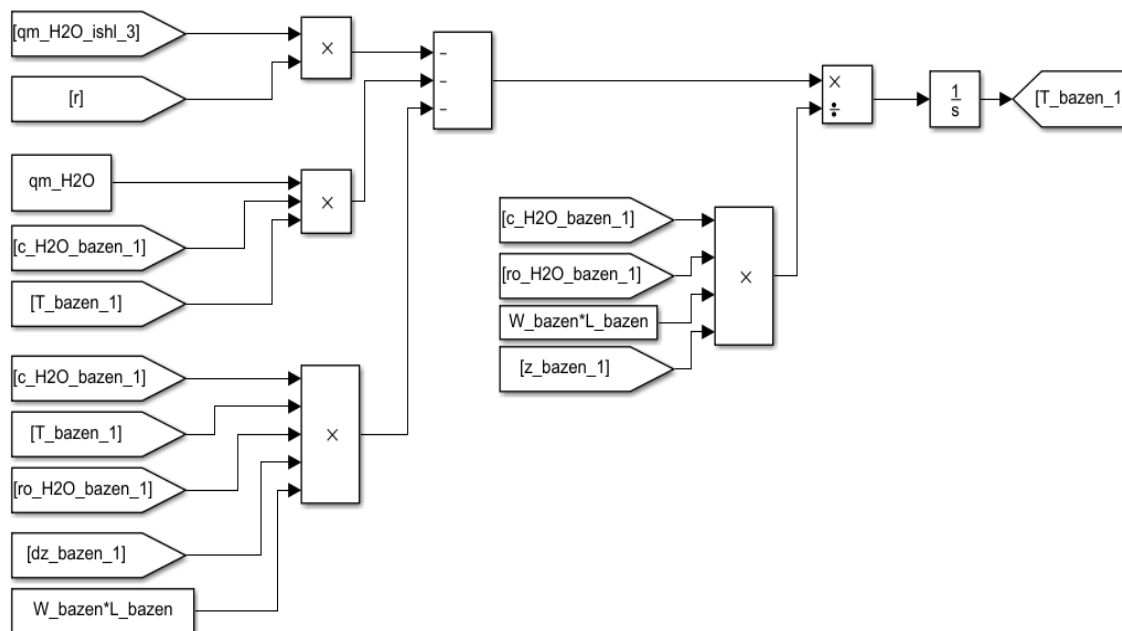 [qm_H2O_ishl_3]
[r]
×
-
-
-
×
÷
1
s
[T_bazen_1
qm_H2O
[c_H2O_bazen_1]
[T_bazen_1]
×
[c_H2O_bazen_1]
[ro_H2O_bazen_1]
W_bazen*L_bazen
[z_bazen_1]
×
[c_H2O_bazen_1]
[T_bazen_1]
[ro_H2O_bazen_1]
[dz_bazen_1]
W_bazen*L_bazen
×